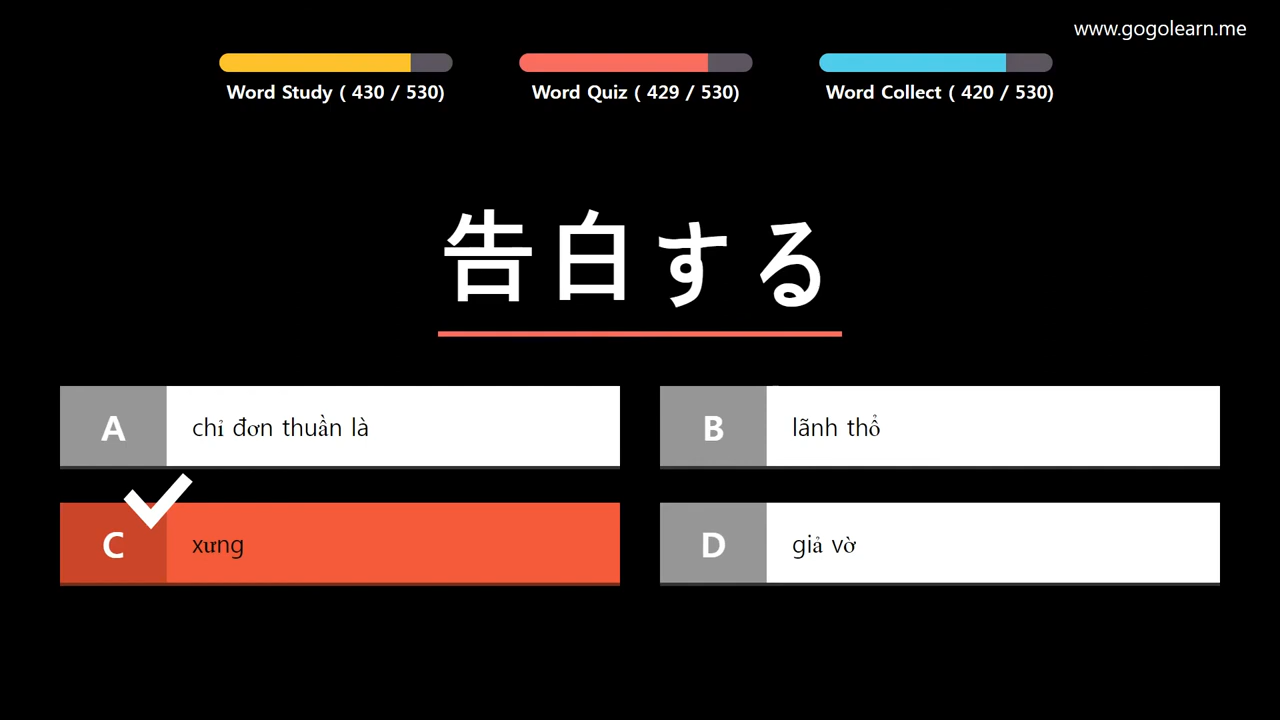 www.gogolearn.me
Word Study ( 430 / 530)
Word Quiz ( 429 / 530)
Word Collect ( 420 / 530)
告白する
A chỉ đơn thuần là
B lãnh thổ
C xưng
D giả vờ